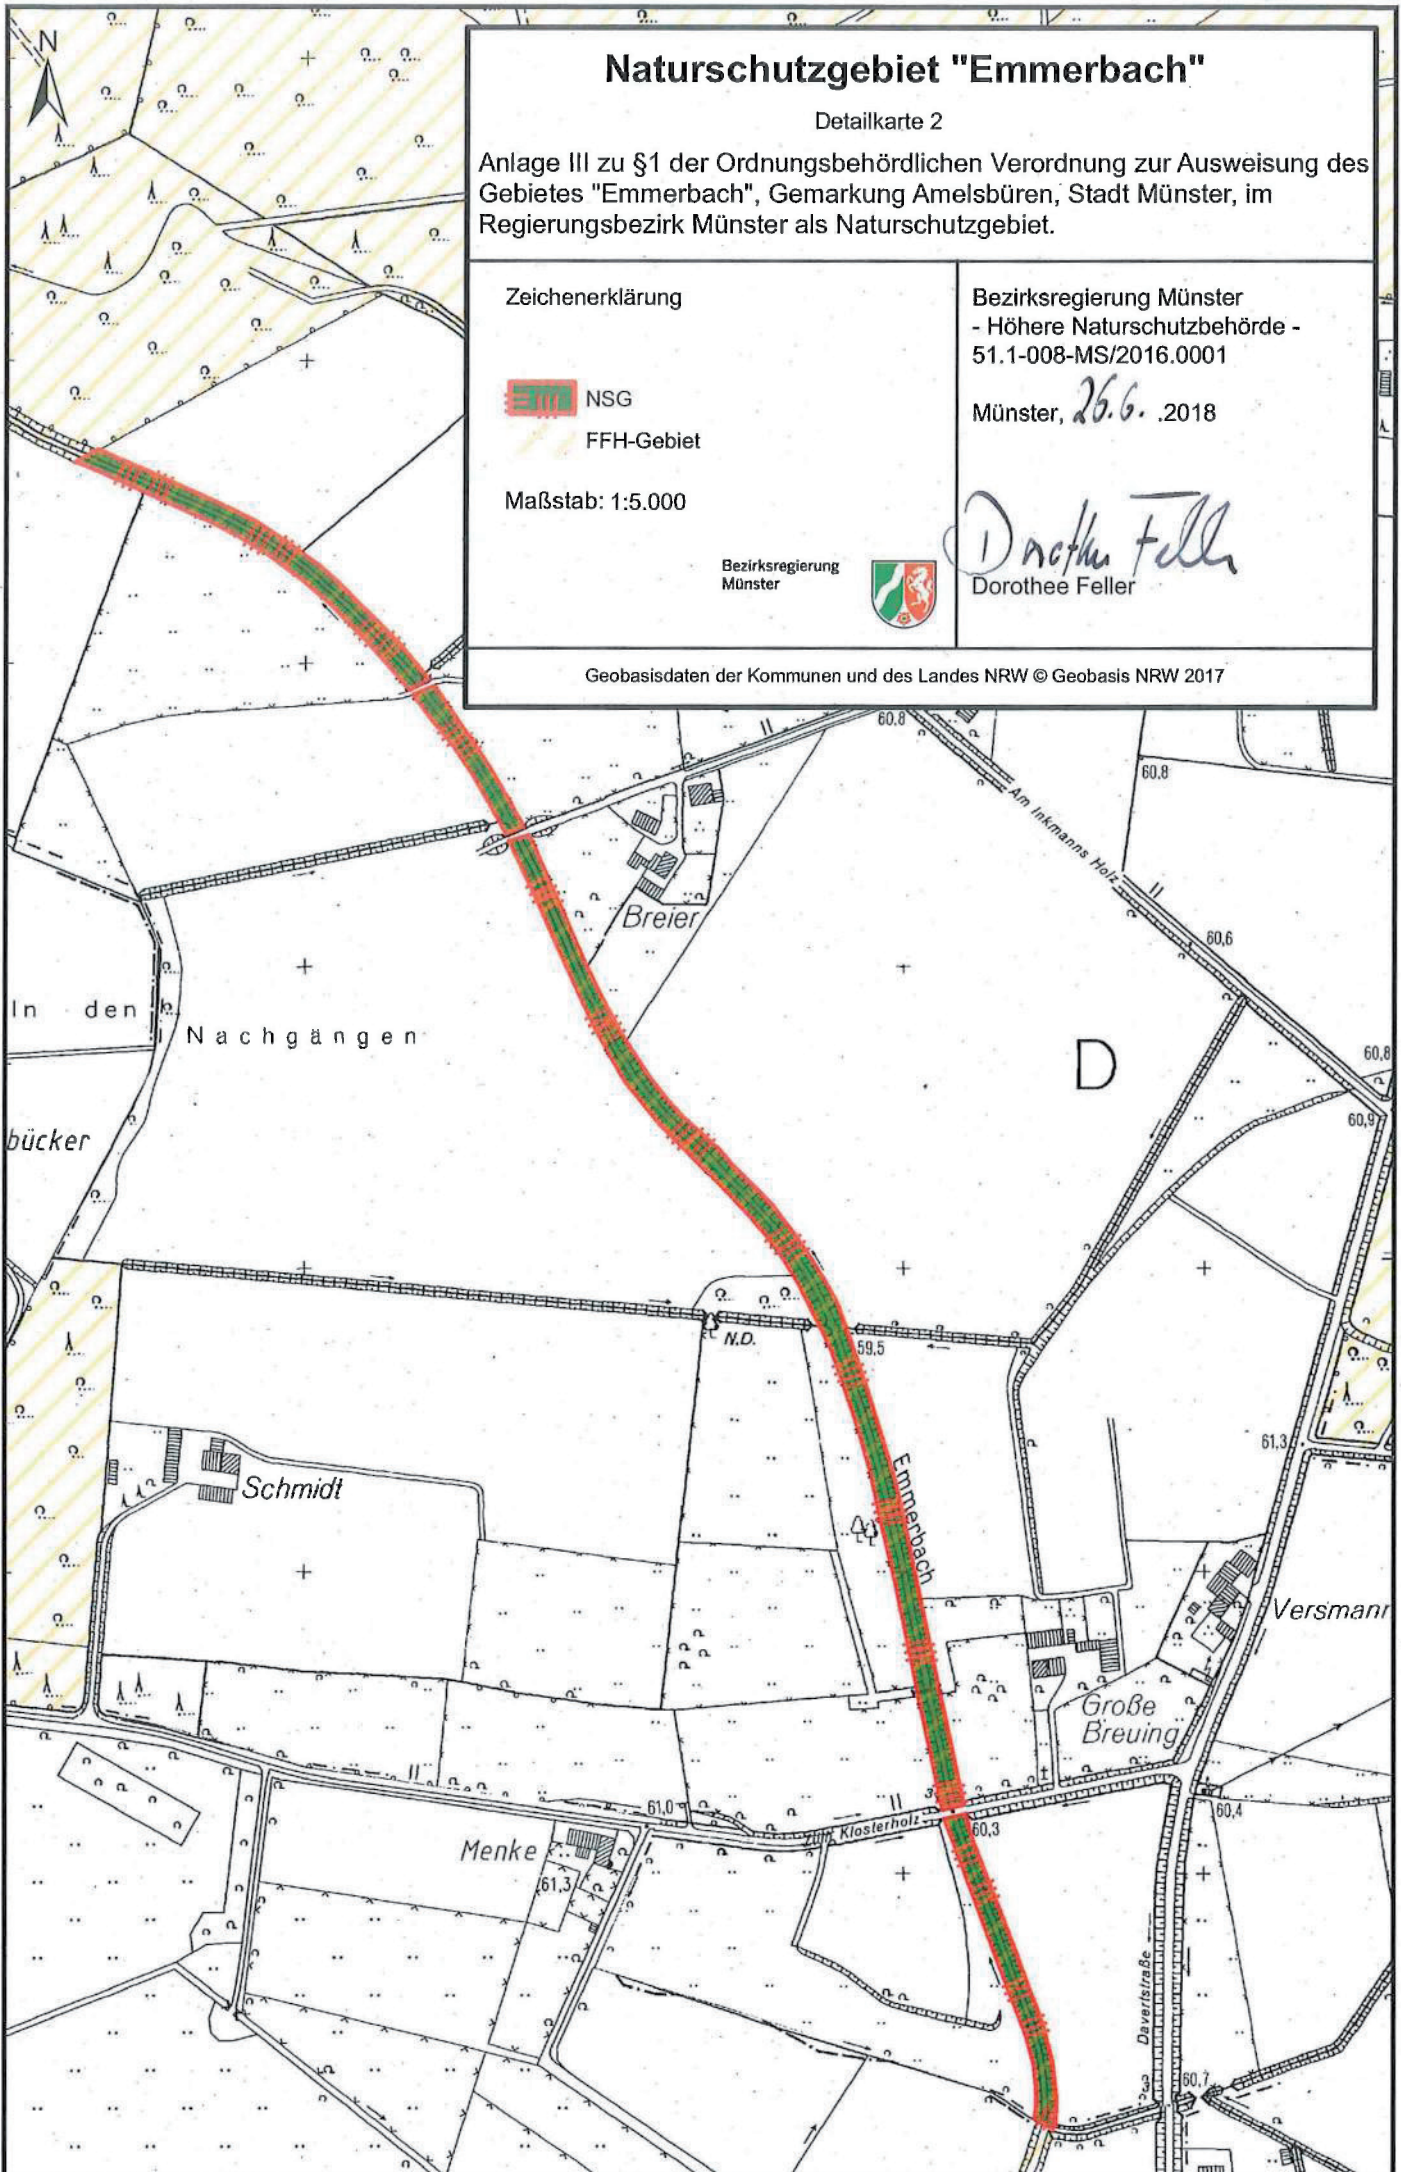 N
Naturschutzgebiet "Emmerbach"
Detailkarte 2
Anlage III zu §1 der Ordnungsbehördlichen Verordnung zur Ausweisung des
Gebietes "Emmerbach", Gemarkung Amelsbüren, Stadt Münster, im
Regierungsbezirk Münster als Naturschutzgebiet.
Zeichenerklärung
NSG
FFH-Gebiet
Maßstab: 1:5.000
Bezirksregierung
Münster
Bezirksregierung Münster
- Höhere Naturschutzbehörde -
51.1-008-MS/2016.0001
Münster, 26.6. .2018
Dorothee Feller
Dorothee Feller
Geobasisdaten der Kommunen und des Landes NRW © Geobasis NRW 2017
60.8
60.8
Am Inkmanns Holz
Breier
60,6
In den
Nachgängen
D
60,8
60,9
bücker
N.D.
59.5
61,3
Schmidt
Emmerbach
Versmann
Große
Breuing
61,0
Zum Klosterholz
60,3
60,4
Menke
61,3
Davertstraße
60,7